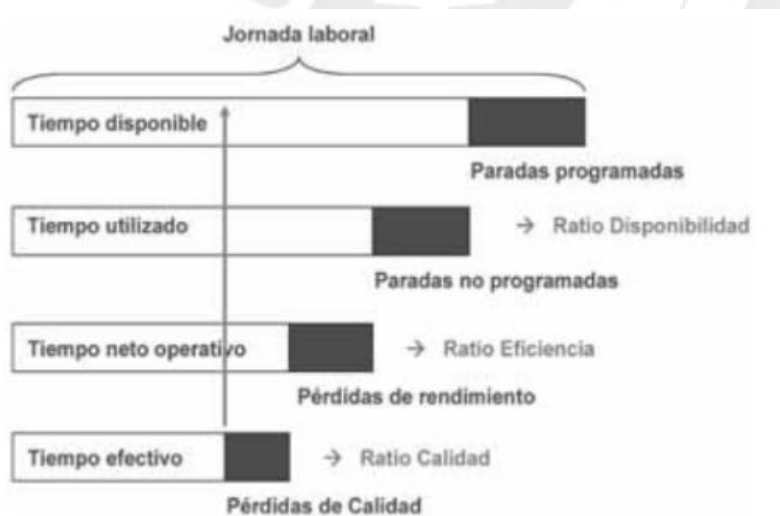 Jornada laboral
Tiempo disponible
Paradas programadas
Tiempo utilizado → Ratio Disponibilidad
Paradas no programadas
Tiempo neto operativo → Ratio Eficiencia
Pérdidas de rendimiento
Tiempo efectivo → Ratio Calidad
Pérdidas de Calidad